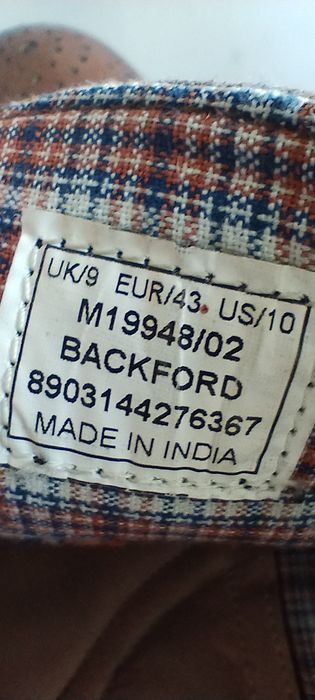 UK/9 EUR/43. US/10
M19948/02
BACKFORD
8903144276367
MADE IN INDIA